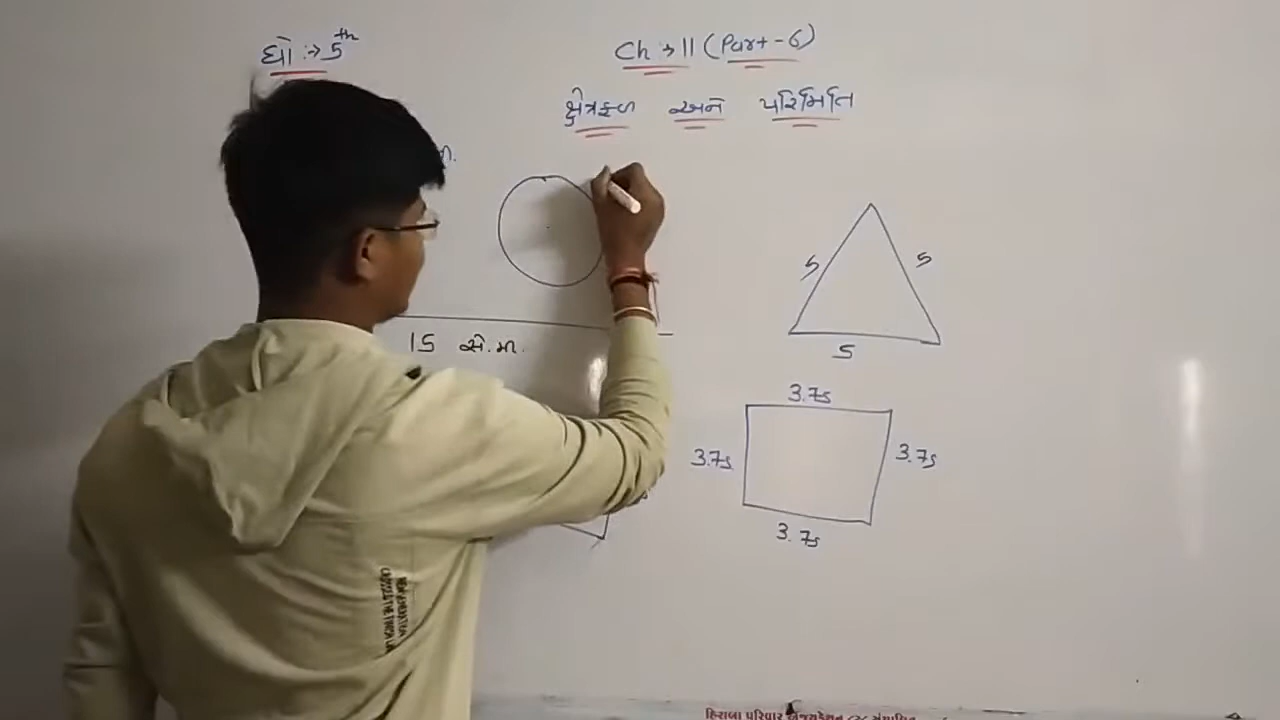 ધો :→ 5th
Ch :→ 11 (Part - 6)
ક્ષેત્રફળ અને પરિમિતિ
5 5
5
15 સે.મી.
3.75
3.75 3.75
3.75
હિરાબા પરિવાર